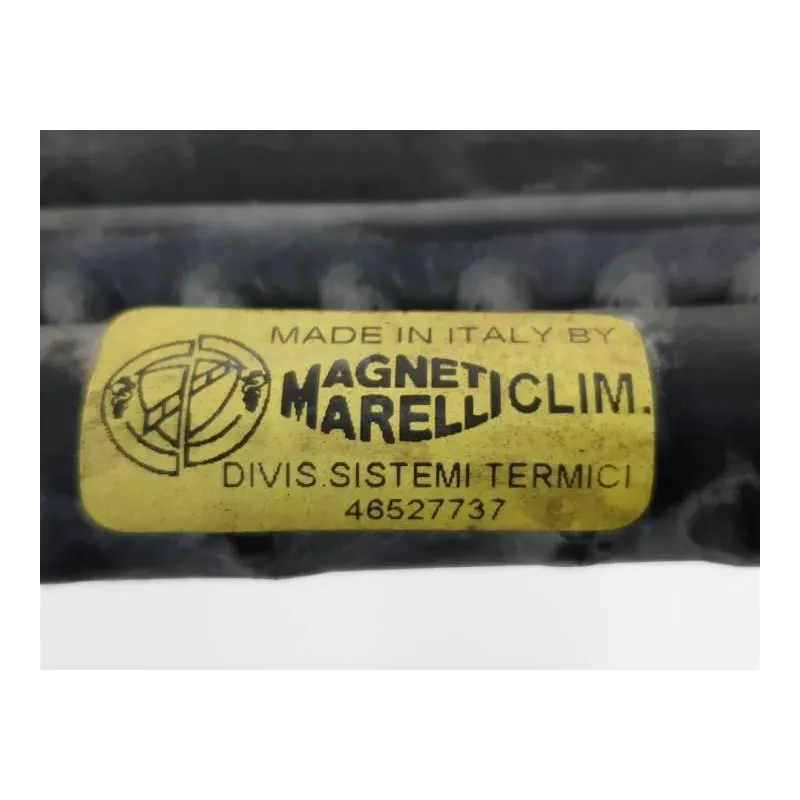 MADE IN ITALY BY
MAGNETI
MARELLI CLIM.
DIVIS.SISTEMI TERMICI
46527737